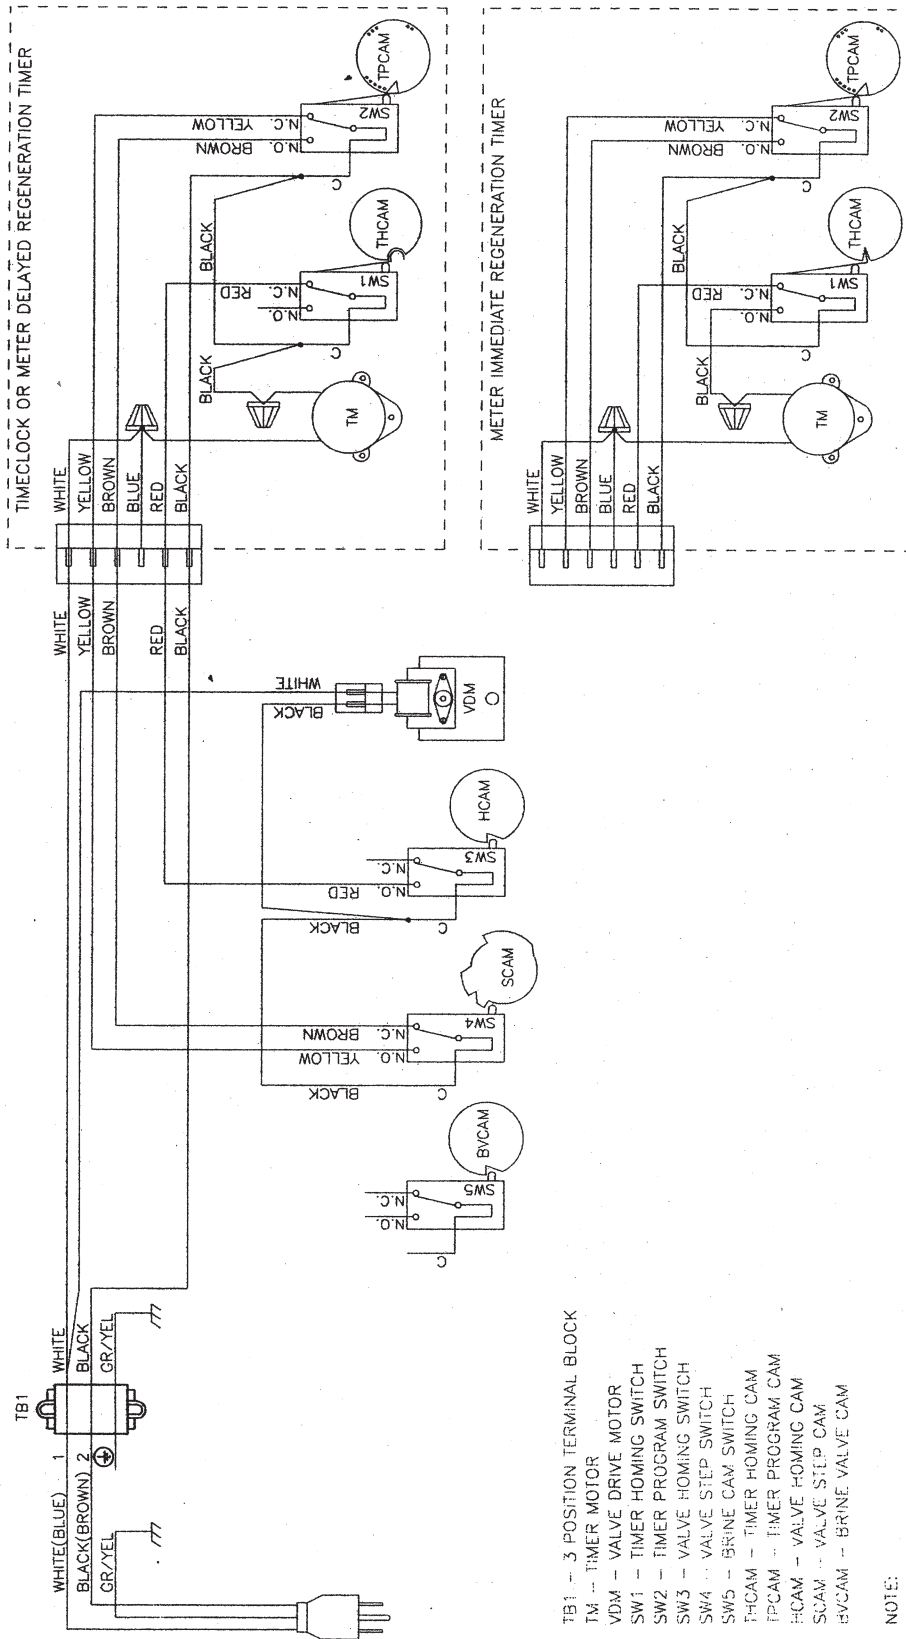 TIMECLOCK OR METER DELAYED REGENERATION TIMER
WHITE
YELLOW
BROWN
BLUE
RED
BLACK
TM
BLACK
BLACK
C
N.O.
N.C.
RED
SW1
THCAM
C
BROWN
N.O.
YELLOW
N.C.
SW2
TPCAM
METER IMMEDIATE REGENERATION TIMER
WHITE
YELLOW
BROWN
BLUE
RED
BLACK
TM
BLACK
BLACK
C
N.O.
RED
N.C.
SW1
THCAM
C
BROWN
N.O.
YELLOW
N.C.
SW2
TPCAM
WHITE
YELLOW
BROWN
RED
BLACK
WHITE
BLACK
VDM
HCAM
SW3
N.C.
RED
N.O.
C
BLACK
SCAM
SW4
BROWN
N.C.
YELLOW
N.O.
BLACK
C
BVCAM
SW5
N.C.
N.O.
C
TB1
WHITE(BLUE)
1
WHITE
BLACK(BROWN)
2
BLACK
GR/YEL
GR/YEL
TB1 - 3 POSITION TERMINAL BLOCK
TM - TIMER MOTOR
VDM - VALVE DRIVE MOTOR
SW1 - TIMER HOMING SWITCH
SW2 - TIMER PROGRAM SWITCH
SW3 - VALVE HOMING SWITCH
SW4 - VALVE STEP SWITCH
SW5 - BRINE CAM SWITCH
THCAM - TIMER HOMING CAM
TPCAM - TIMER PROGRAM CAM
HCAM - VALVE HOMING CAM
SCAM - VALVE STEP CAM
BVCAM - BRINE VALVE CAM
NOTE: